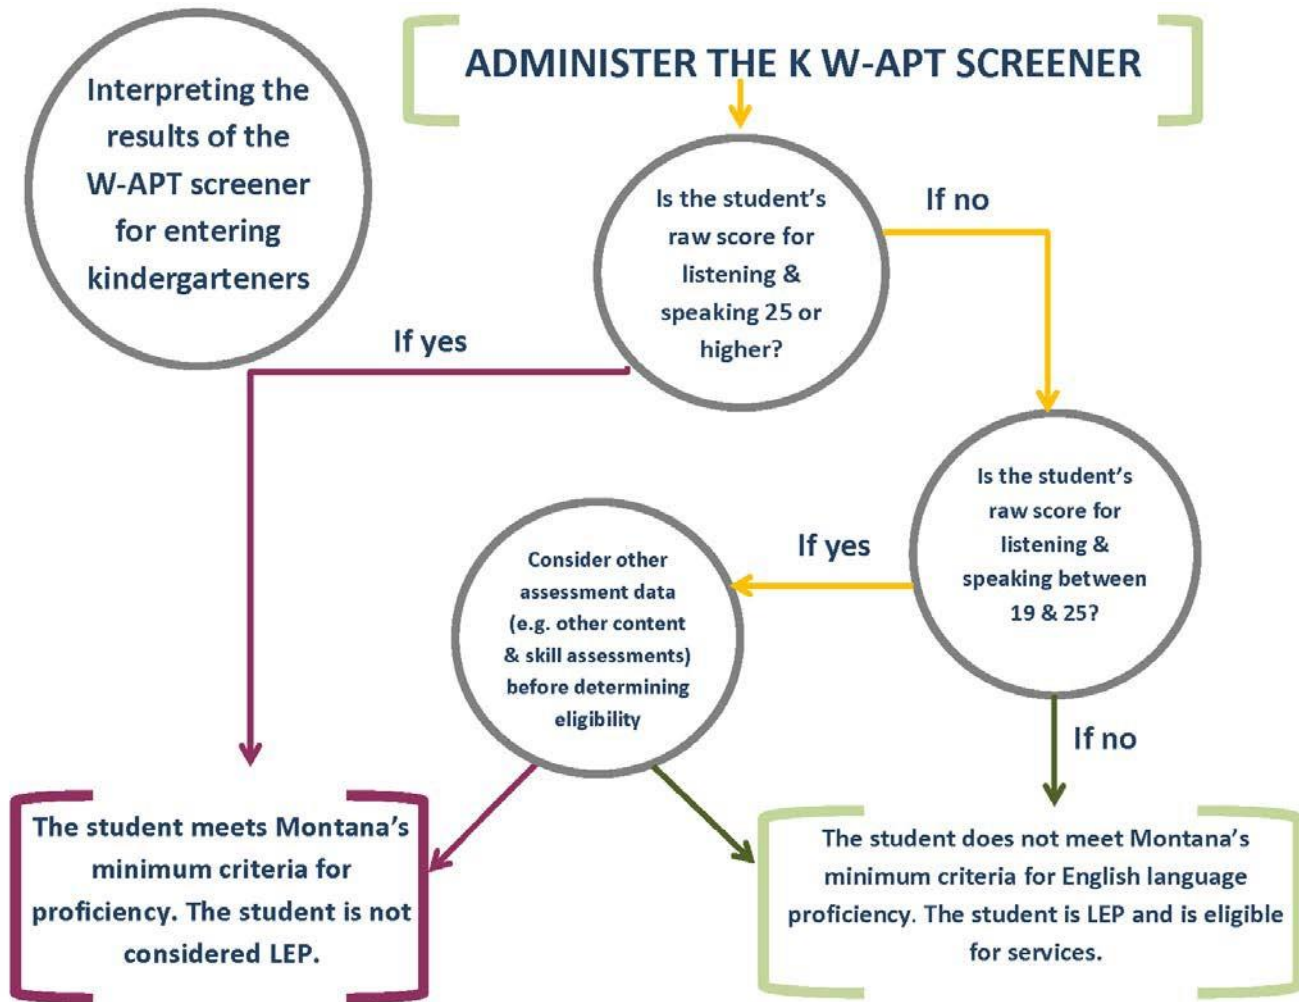 Interpreting the
results of the
W-APT screener
for entering
kindergarteners
ADMINISTER THE K W-APT SCREENER
Is the student's
raw score for
listening &
speaking 25 or
higher?
If no
If yes
Is the student's
raw score for
listening &
speaking between
19 & 25?
If yes
Consider other
assessment data
(e.g. other content
& skill assessments)
before determining
eligibility
If no
The student meets Montana's
minimum criteria for
proficiency. The student is not
considered LEP.
The student does not meet Montana's
minimum criteria for English language
proficiency. The student is LEP and is eligible
for services.